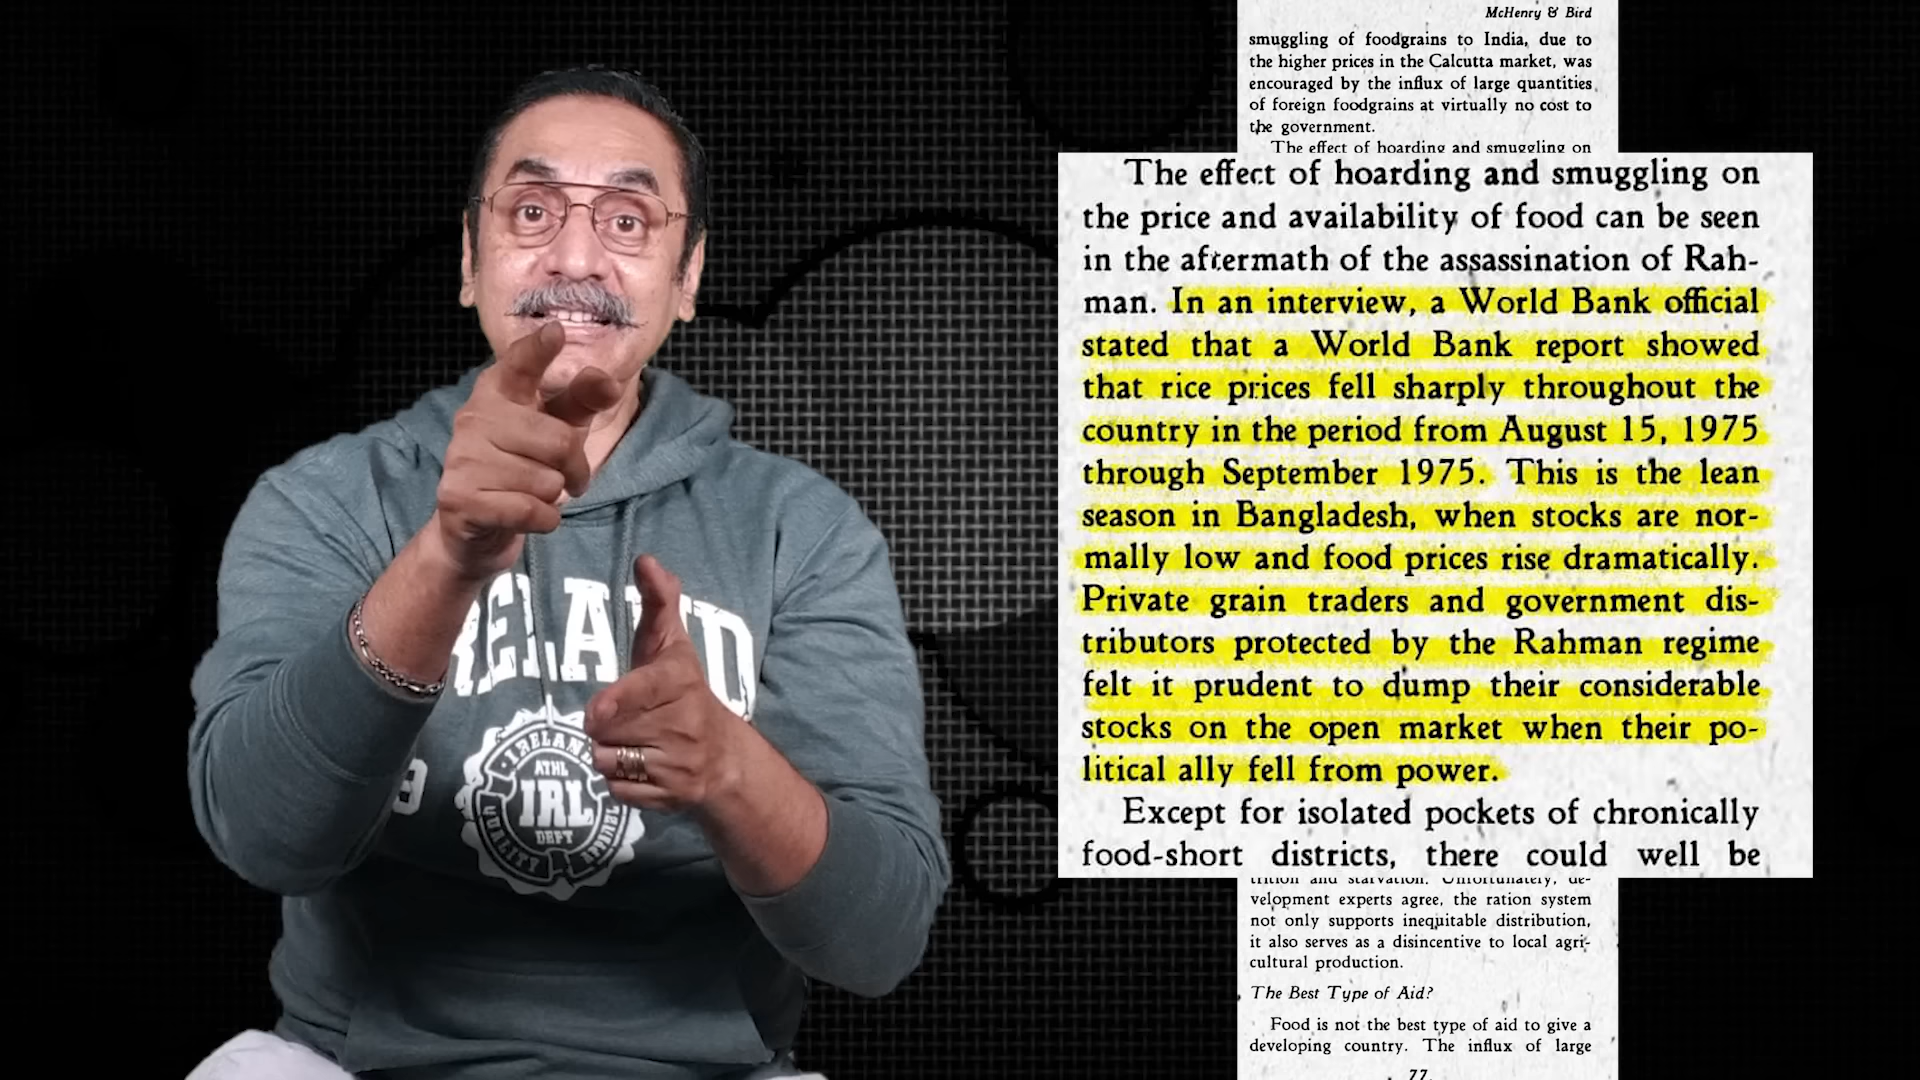 McHenry & Bird
smuggling of foodgrains to India, due to
the higher prices in the Calcutta market, was
encouraged by the influx of large quantities
of foreign foodgrains at virtually no cost to
the government.
The effect of hoarding and smuggling on
The effect of hoarding and smuggling on
the price and availability of food can be seen
in the aftermath of the assassination of Rah-
man. In an interview, a World Bank official
stated that a World Bank report showed
that rice prices fell sharply throughout the
country in the period from August 15, 1975
through September 1975. This is the lean
season in Bangladesh, when stocks are nor-
mally low and food prices rise dramatically.
Private grain traders and government dis-
tributors protected by the Rahman regime
felt it prudent to dump their considerable
stocks on the open market when their po-
litical ally fell from power.
Except for isolated pockets of chronically
food-short districts, there could well be
trition and starvation. Unfortunately, de-
velopment experts agree, the ration system
not only supports inequitable distribution,
it also serves as a disincentive to local agri-
cultural production.
The Best Type of Aid?
Food is not the best type of aid to give a
developing country. The influx of large
77
IRELAND
IRELAND
ATHL
IRL
DEPT
QUALITY